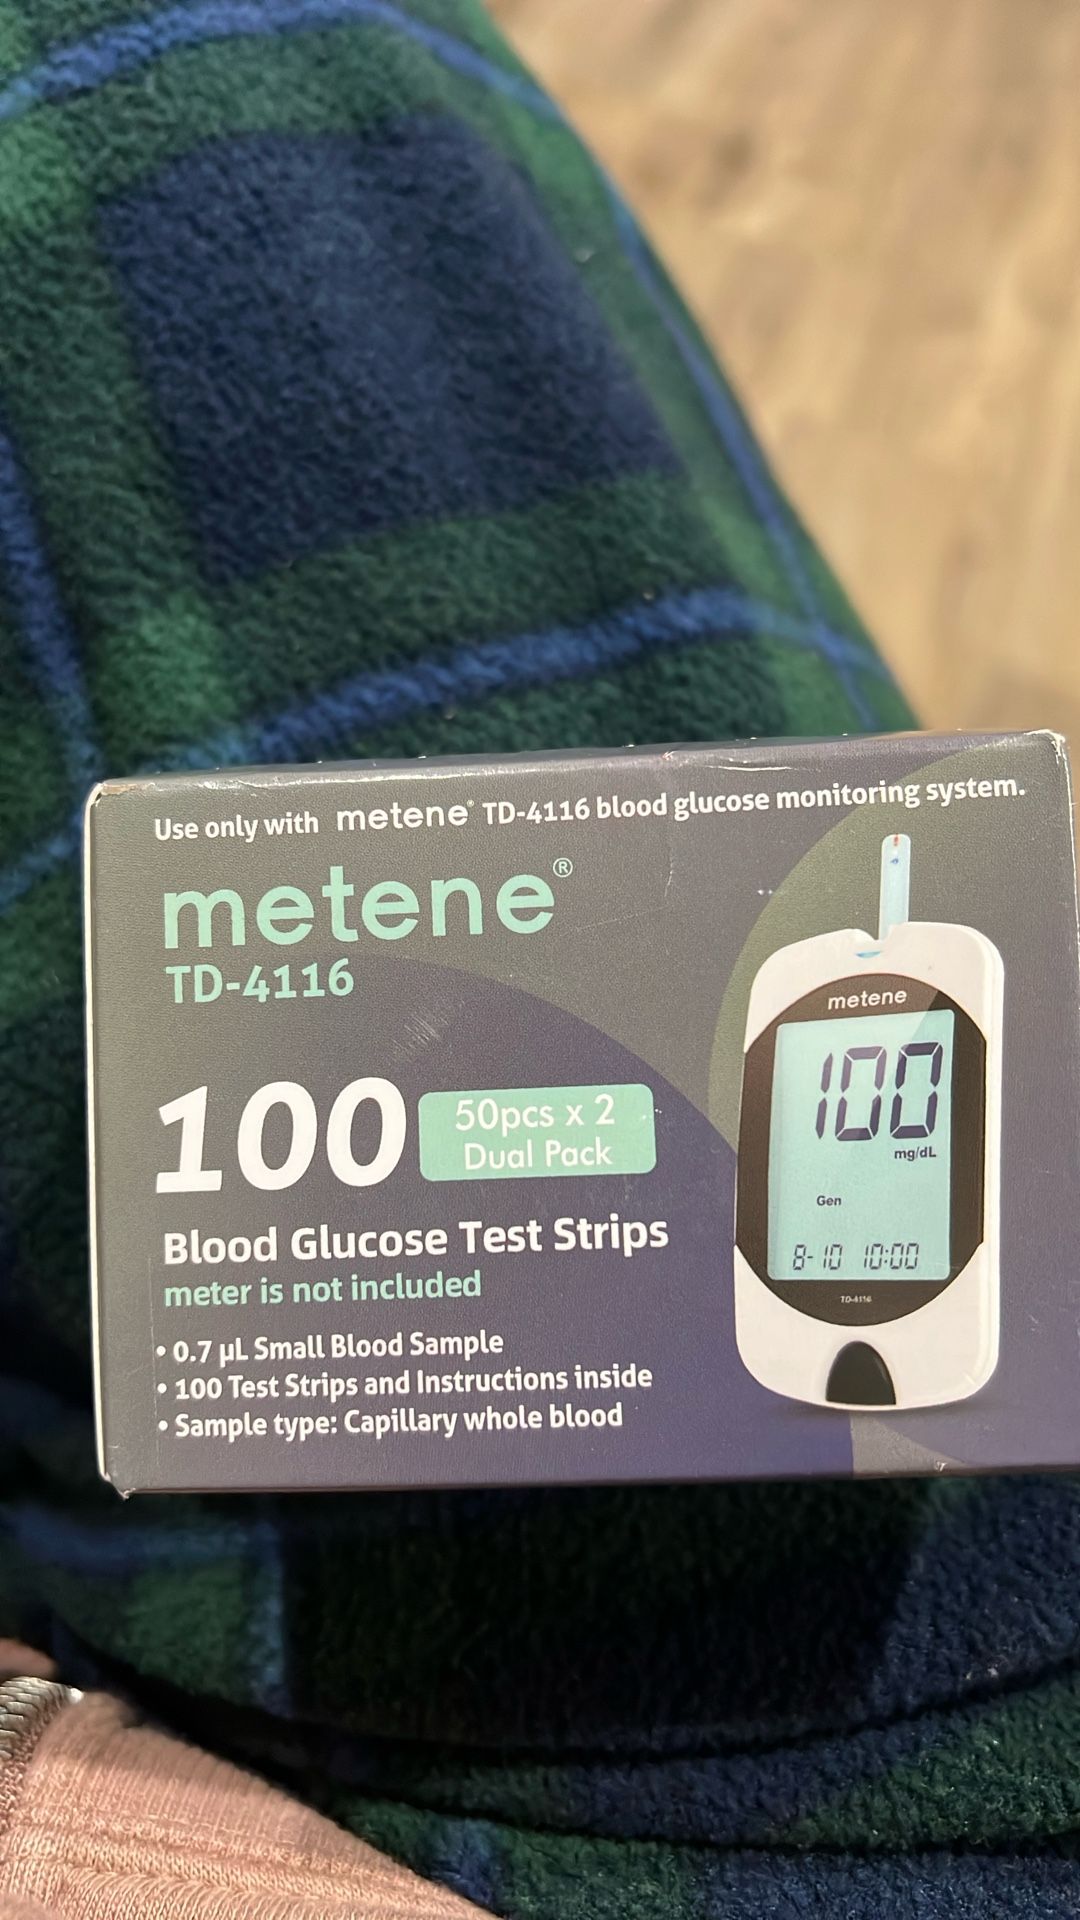 Use only with metene® TD-4116 blood glucose monitoring system.
metene®
TD-4116
100
50pcs x 2
Dual Pack
Blood Glucose Test Strips
meter is not included
• 0.7 µL Small Blood Sample
• 100 Test Strips and Instructions inside
• Sample type: Capillary whole blood
metene
100
mg/dL
Gen
8-10 10:00
TD-4116